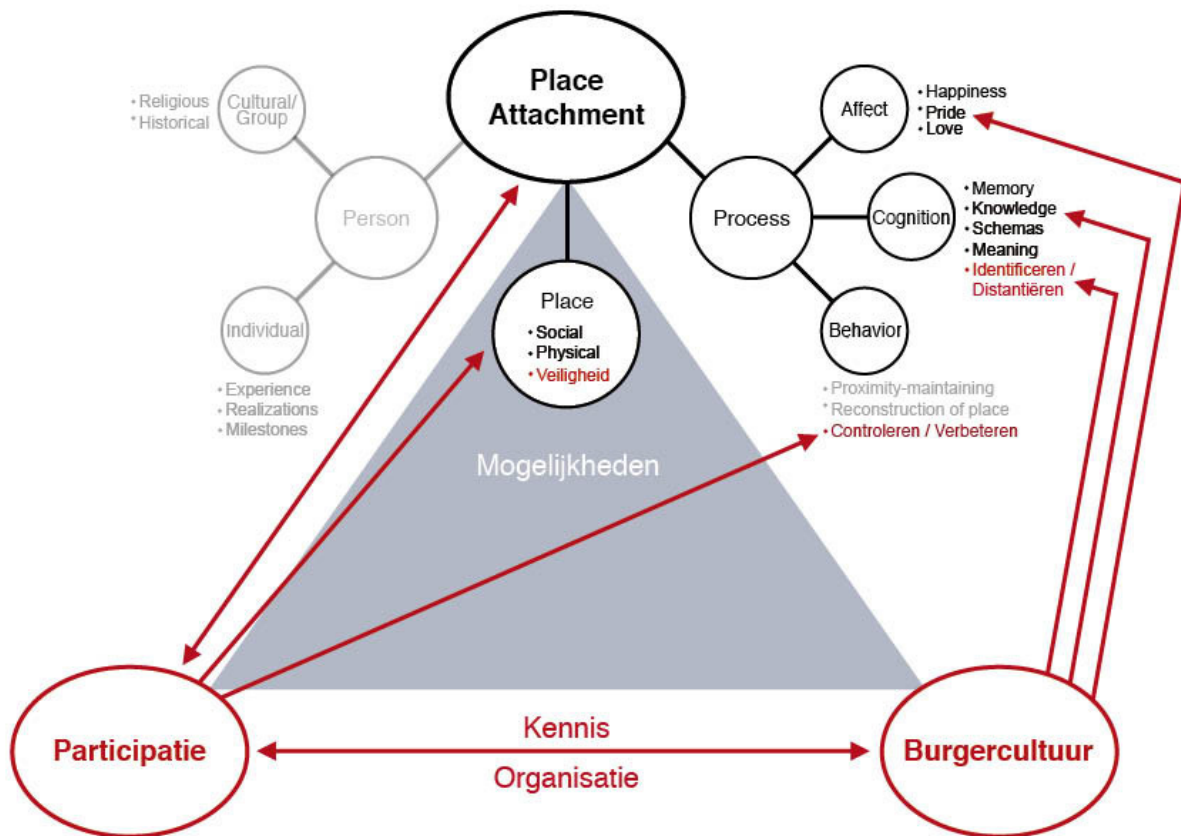 Place
Attachment
• Religious
• Historical
Cultural/
Group
Person
Individual
• Experience
• Realizations
• Milestones
Place
• Social
• Physical
• Veiligheid
Process
Affect
• Happiness
• Pride
• Love
Cognition
• Memory
• Knowledge
• Schemas
• Meaning
• Identificeren /
Distantiëren
Behavior
• Proximity-maintaining
• Reconstruction of place
• Controleren / Verbeteren
Mogelijkheden
Participatie
Kennis
Organisatie
Burgercultuur